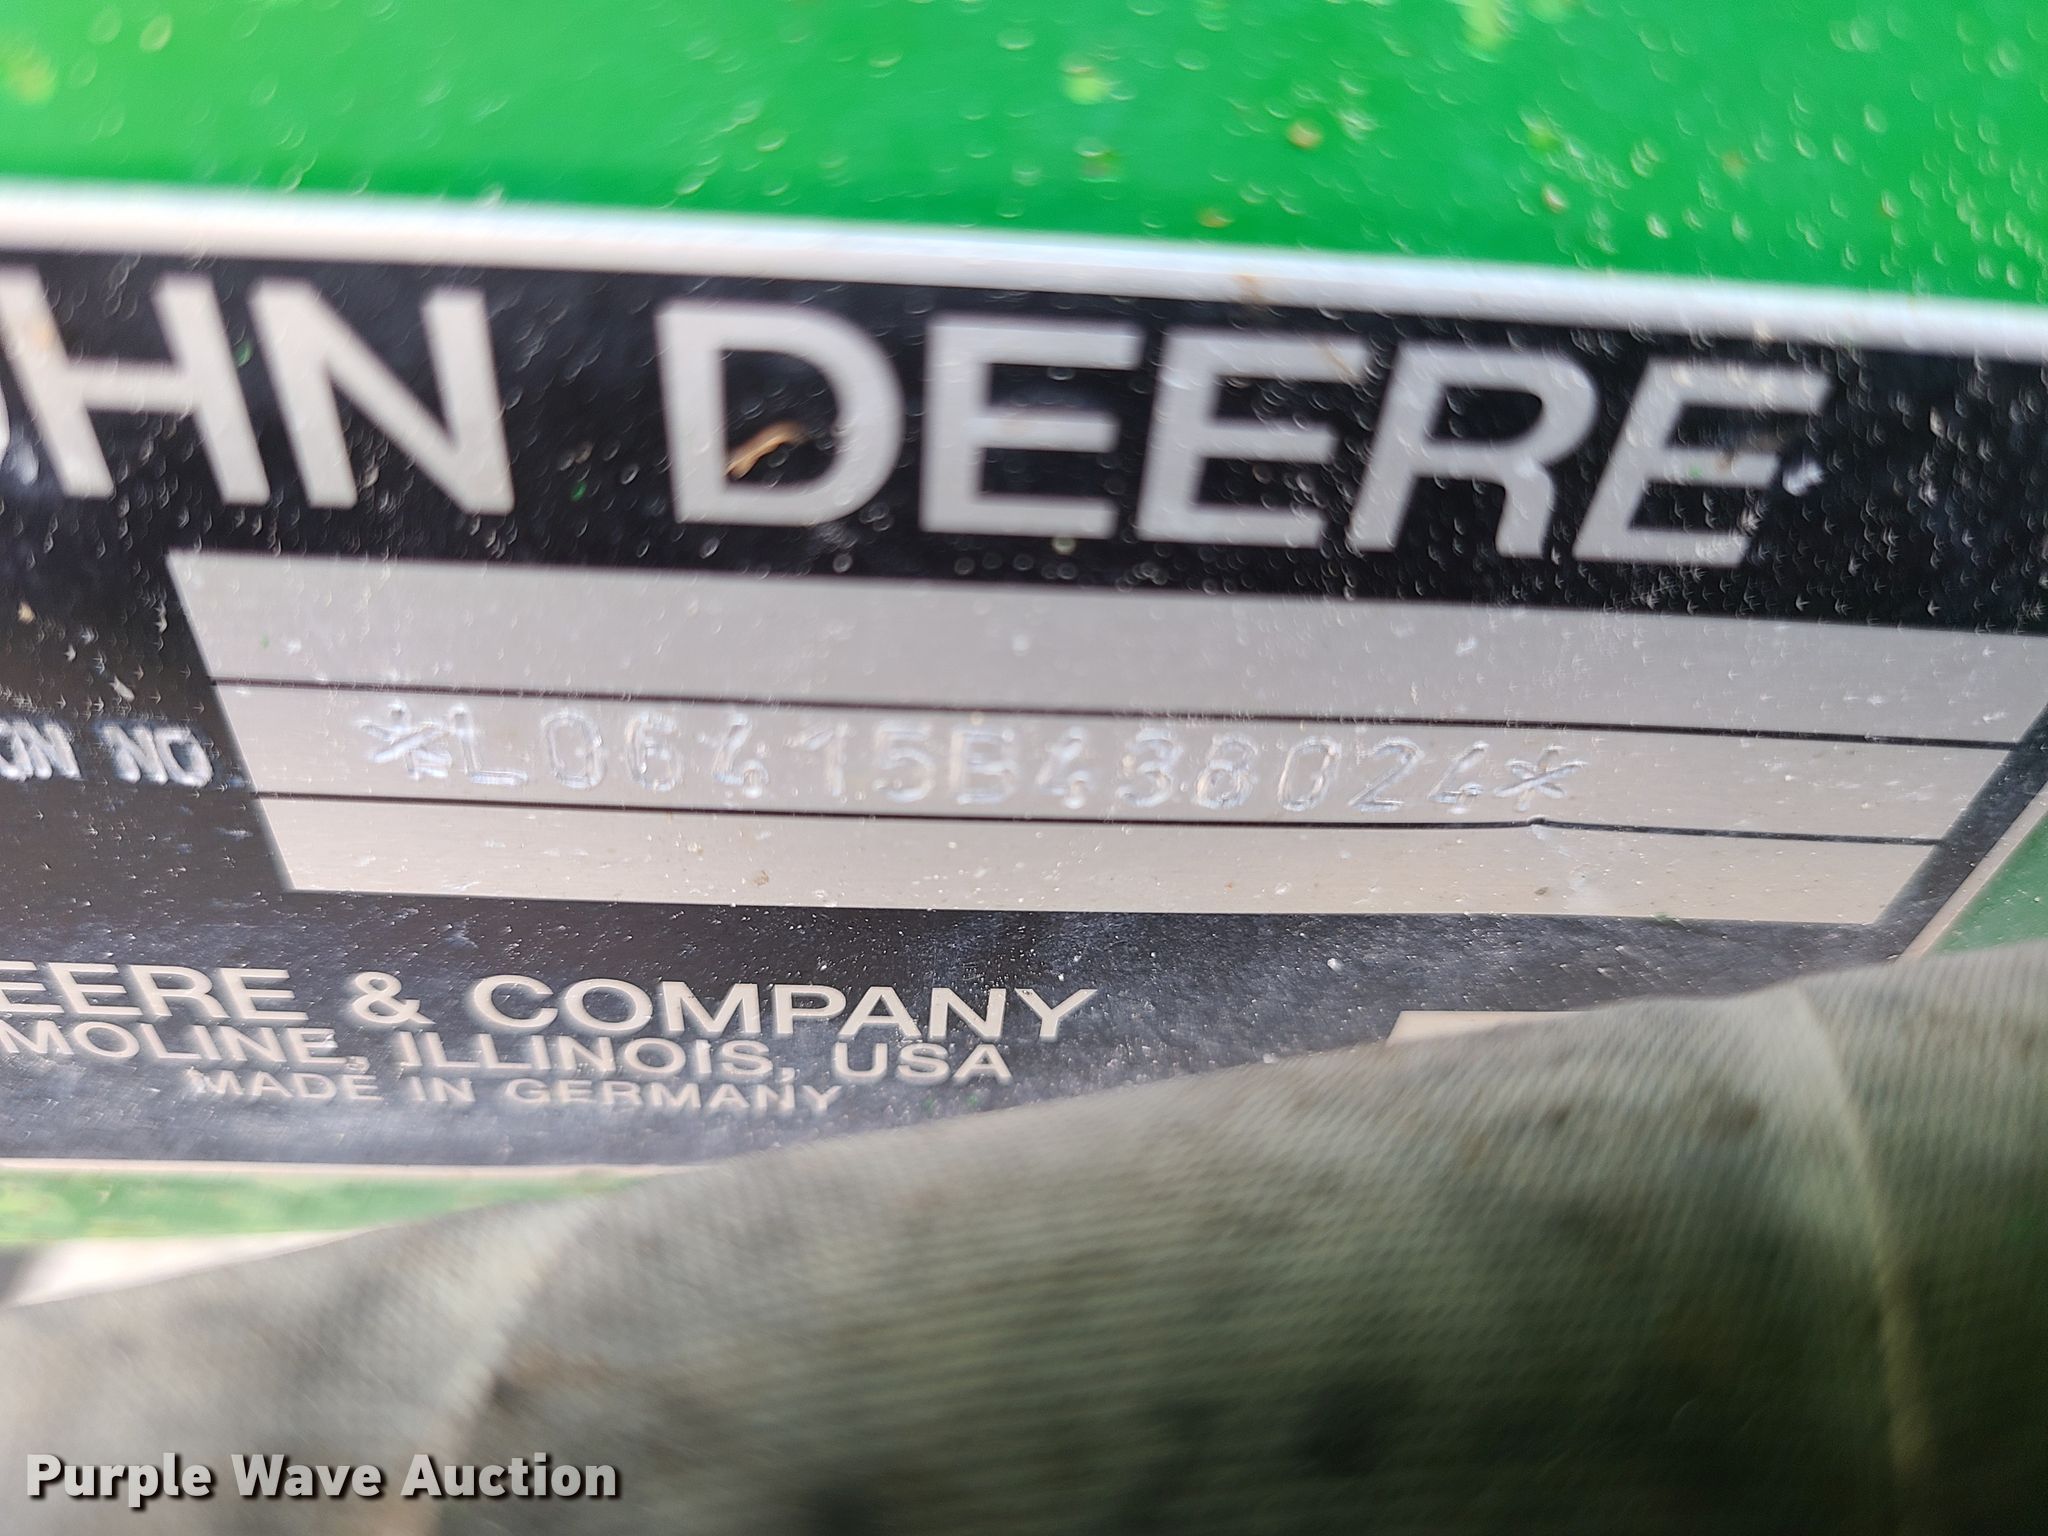 OHN DEERE
ON NO *L06415B438024*
EERE & COMPANY
MOLINE, ILLINOIS, USA
MADE IN GERMANY
Purple Wave Auction